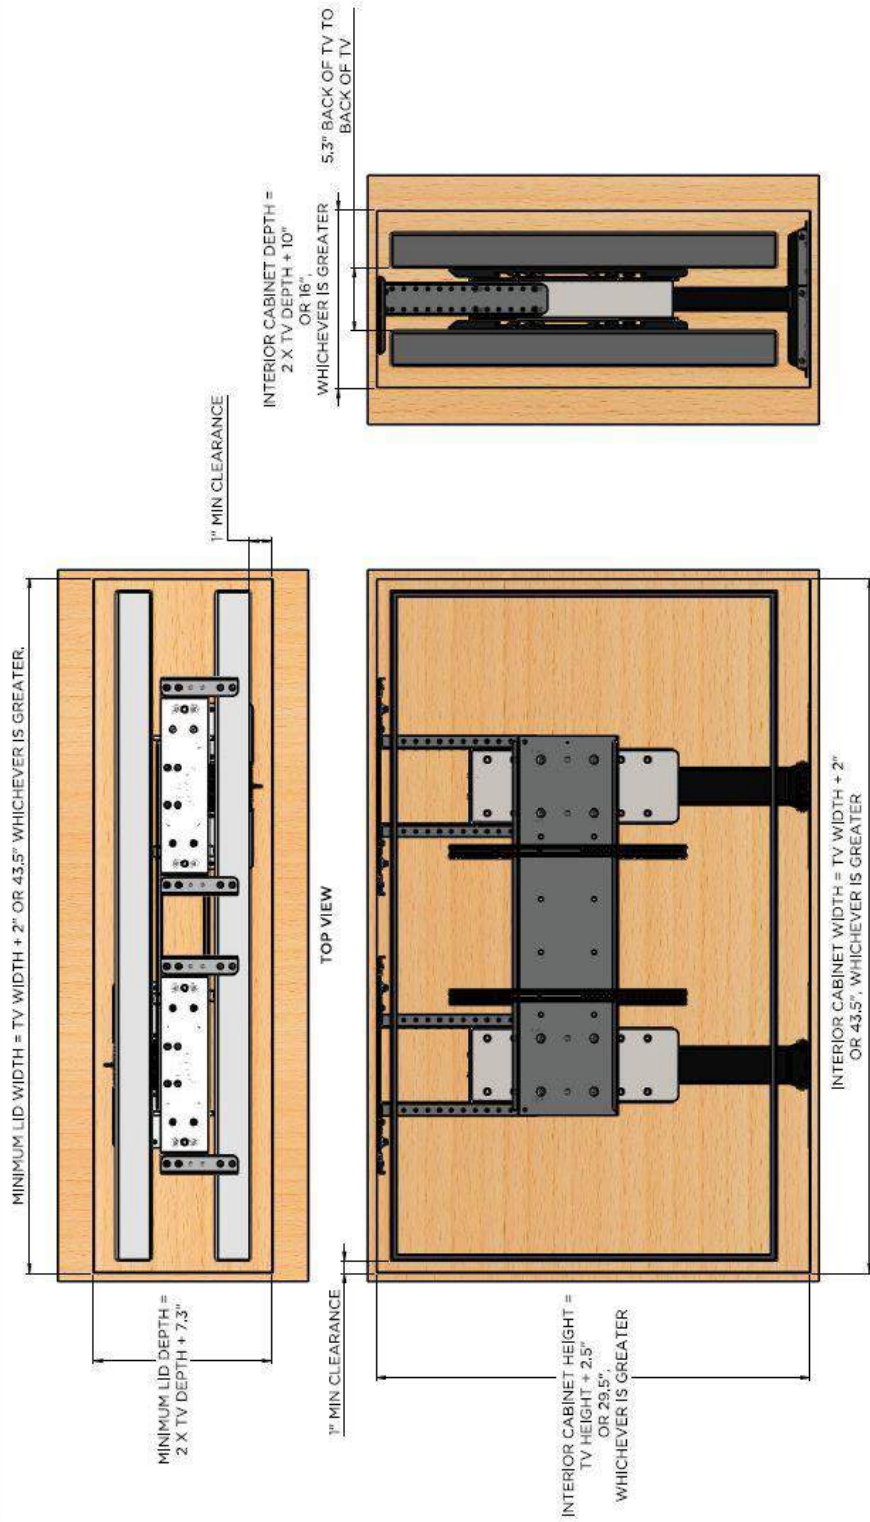 MINIMUM LID WIDTH = TV WIDTH + 2" OR 43.5" WHICHEVER IS GREATER.
MINIMUM LID DEPTH =
2 X TV DEPTH + 7.3"
1" MIN CLEARANCE
TOP VIEW
INTERIOR CABINET DEPTH =
2 X TV DEPTH + 10"
OR 16",
WHICHEVER IS GREATER
5.3" BACK OF TV TO
BACK OF TV
1" MIN CLEARANCE
INTERIOR CABINET HEIGHT =
TV HEIGHT + 2.5"
OR 29.5",
WHICHEVER IS GREATER
INTERIOR CABINET WIDTH = TV WIDTH + 2"
OR 43.5", WHICHEVER IS GREATER